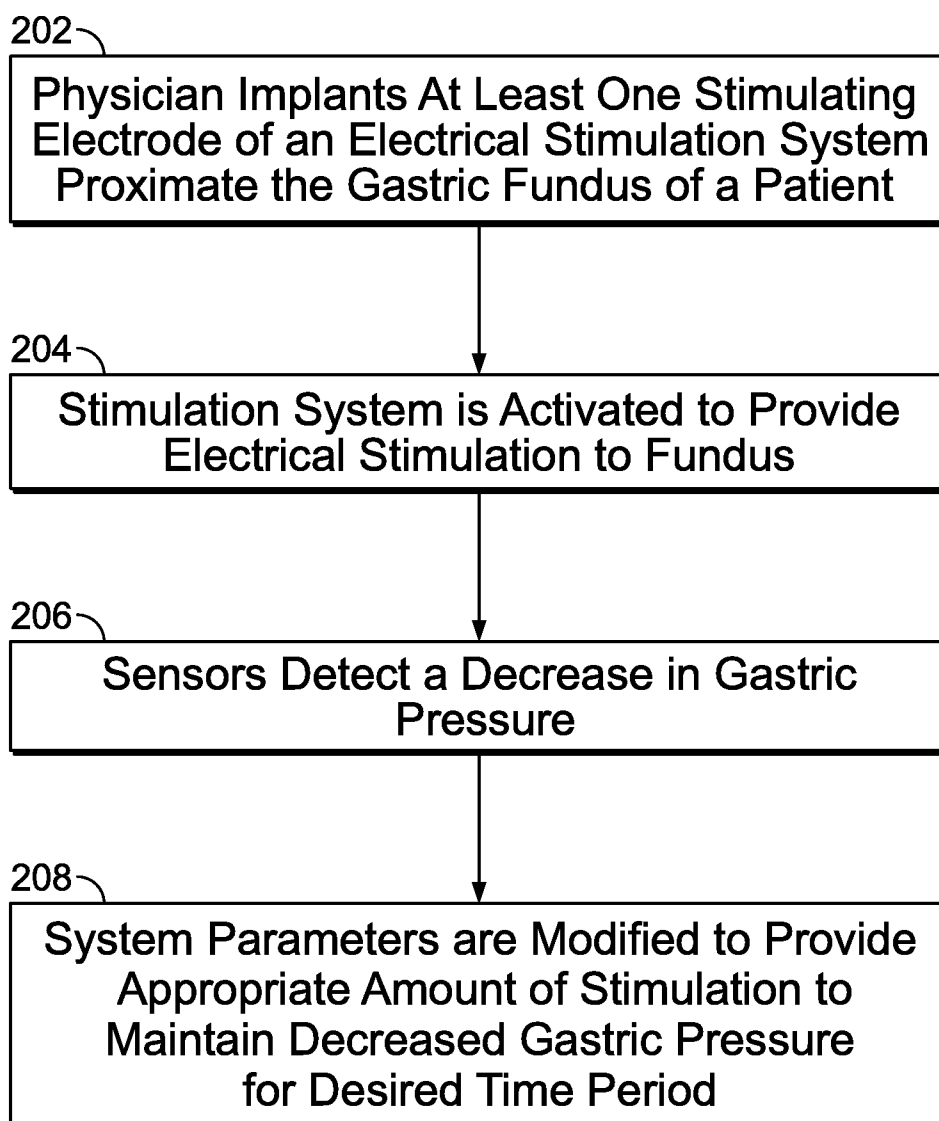 202
Physician Implants At Least One Stimulating
Electrode of an Electrical Stimulation System
Proximate the Gastric Fundus of a Patient
204
Stimulation System is Activated to Provide
Electrical Stimulation to Fundus
206
Sensors Detect a Decrease in Gastric
Pressure
208
System Parameters are Modified to Provide
Appropriate Amount of Stimulation to
Maintain Decreased Gastric Pressure
for Desired Time Period